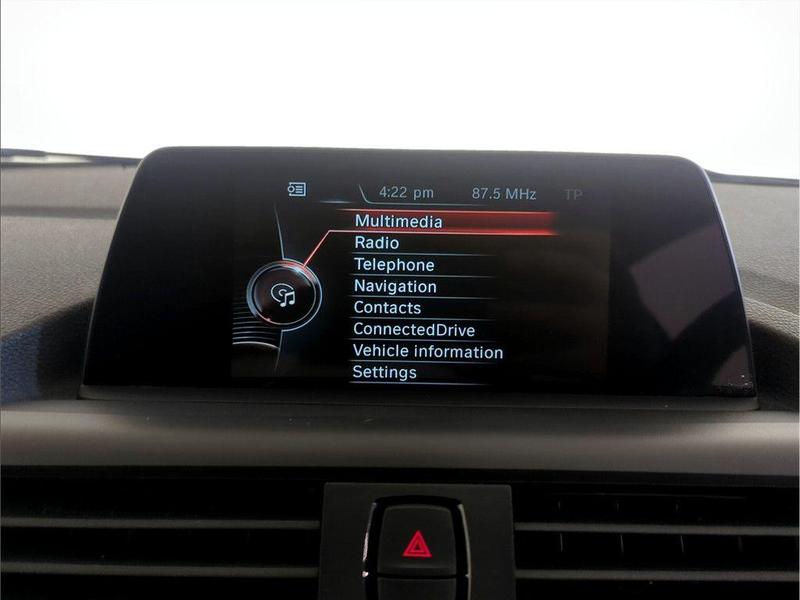 4:22 pm 87.5 MHz TP
Multimedia
Radio
Telephone
Navigation
Contacts
ConnectedDrive
Vehicle information
Settings